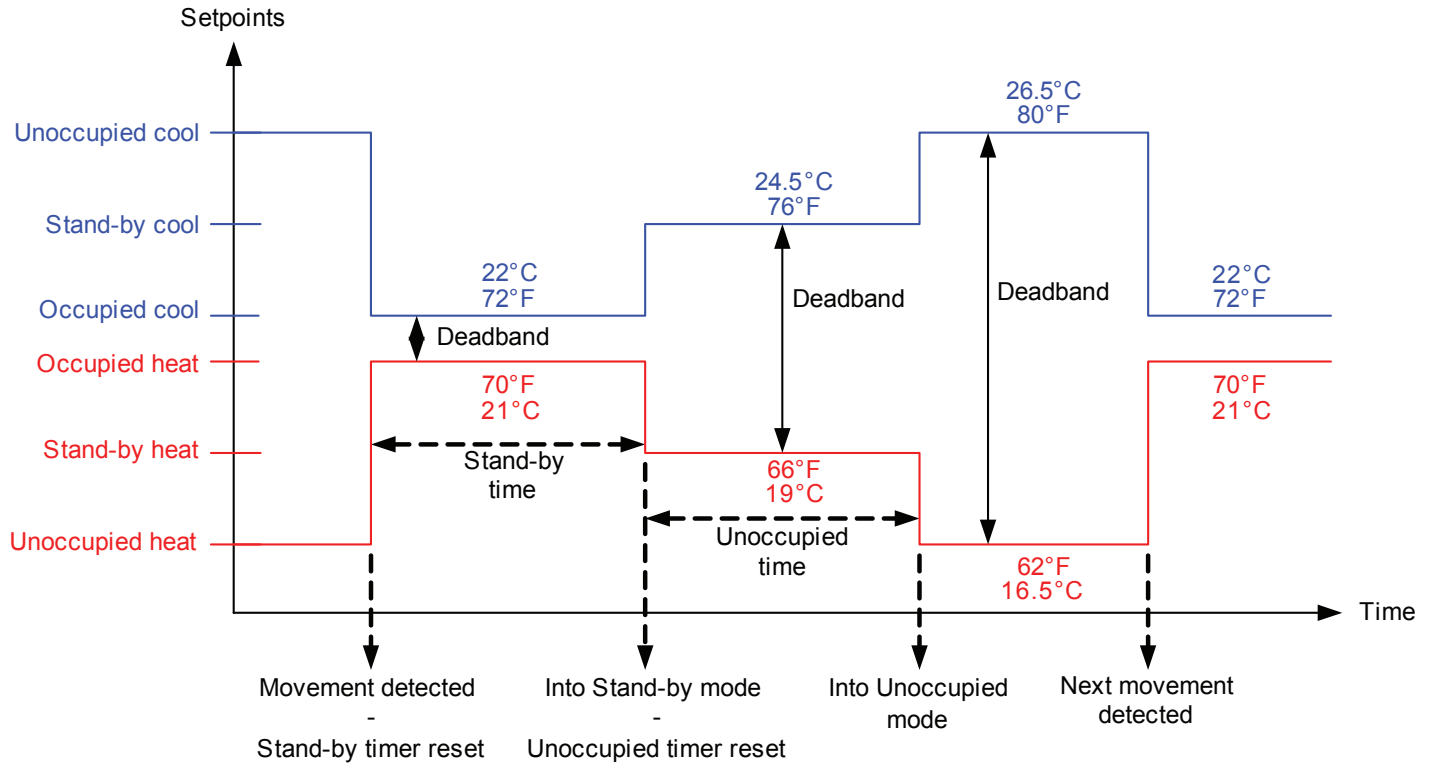 Setpoints
Unoccupied cool
Stand-by cool
Occupied cool
Occupied heat
Stand-by heat
Unoccupied heat
22°C
72°F
Deadband
70°F
21°C
Stand-by
time
24.5°C
76°F
Deadband
66°F
19°C
Unoccupied
time
26.5°C
80°F
Deadband
62°F
16.5°C
22°C
72°F
70°F
21°C
Time
Movement detected
-
Stand-by timer reset
Into Stand-by mode
-
Unoccupied timer reset
Into Unoccupied
mode
Next movement
detected